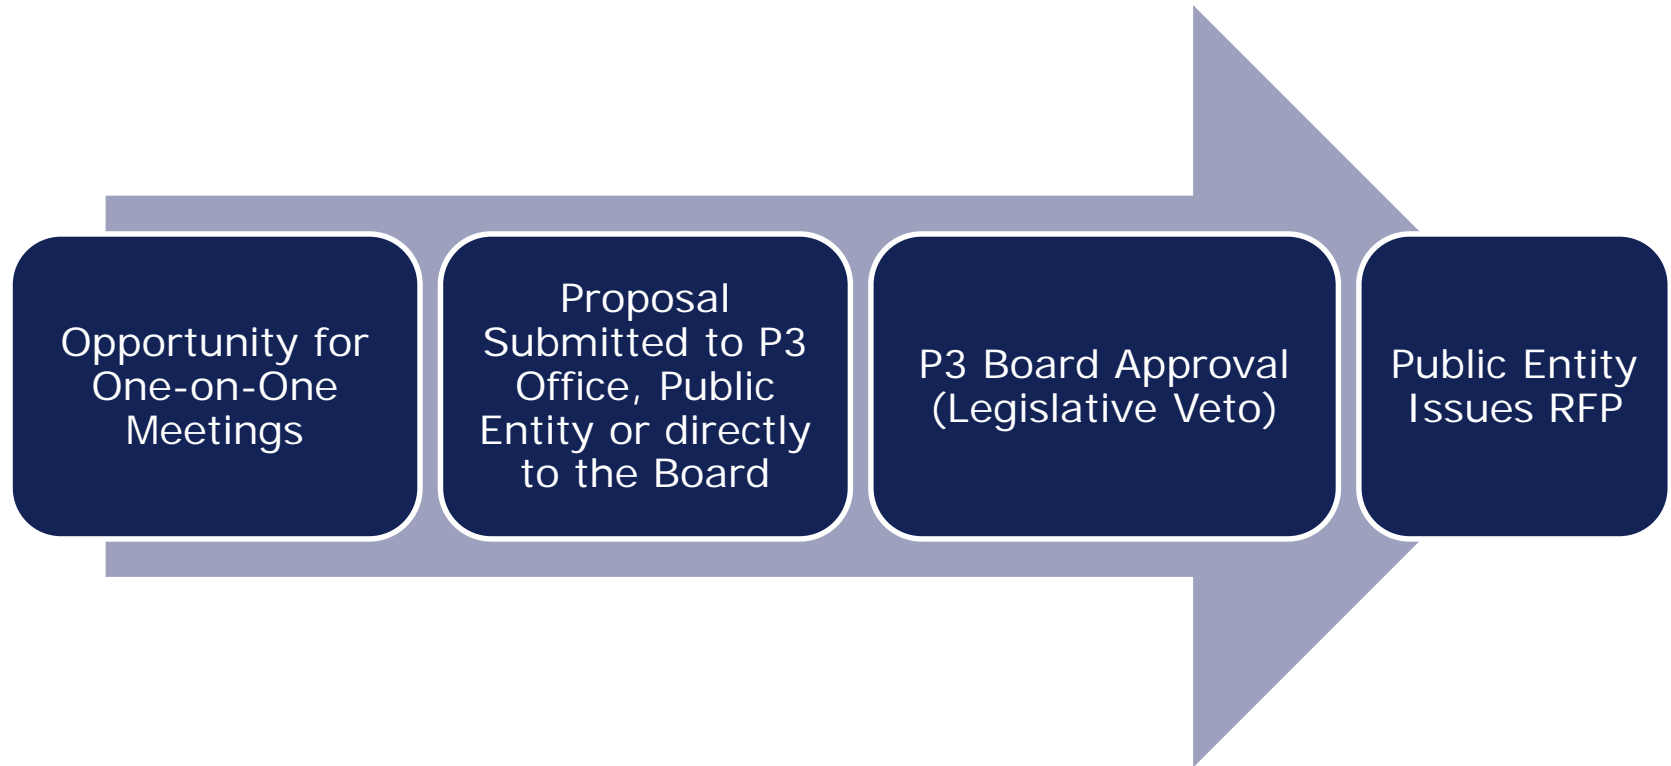 Opportunity for
One-on-One
Meetings
Proposal
Submitted to P3
Office, Public
Entity or directly
to the Board
P3 Board Approval
(Legislative Veto)
Public Entity
Issues RFP